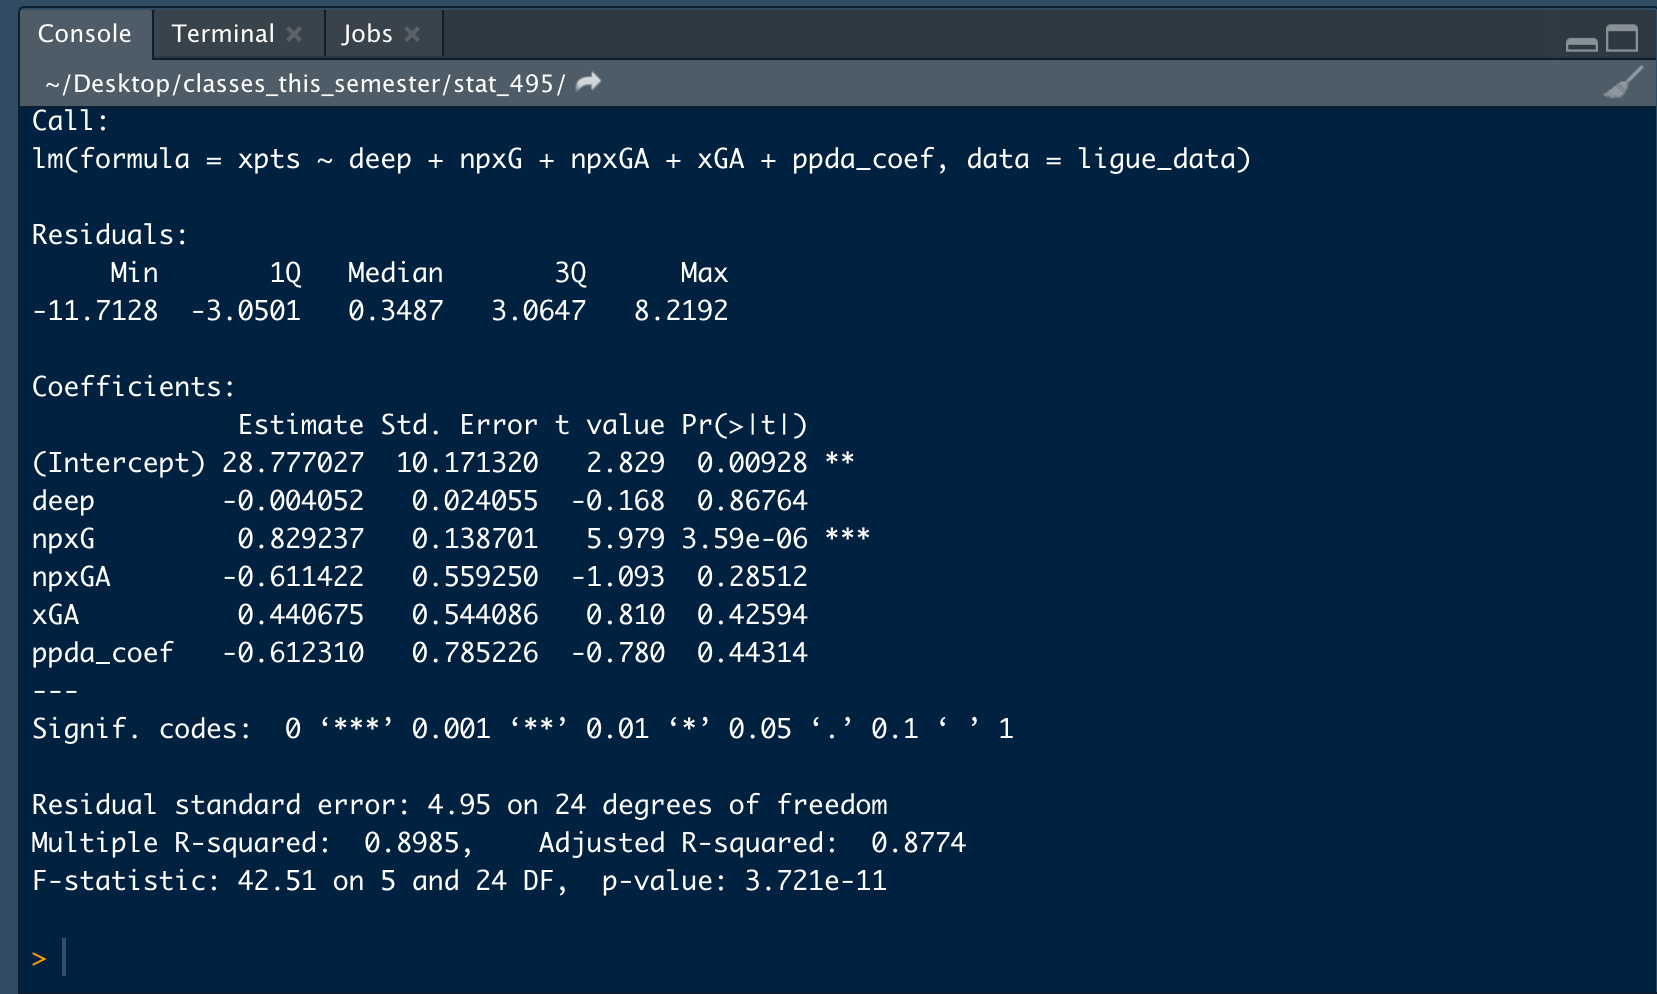 Console Terminal Jobs
~/Desktop/classes_this_semester/stat_495/
Call:
lm(formula = xpts ~ deep + npxG + npxGA + xGA + ppda_coef, data = ligue_data)
Residuals:
     Min       1Q   Median       3Q      Max
-11.7128  -3.0501   0.3487   3.0647   8.2192
Coefficients:
             Estimate Std. Error t value Pr(>|t|)
(Intercept) 28.777027  10.171320   2.829  0.00928 **
deep        -0.004052   0.024055  -0.168  0.86764
npxG         0.829237   0.138701   5.979 3.59e-06 ***
npxGA       -0.611422   0.559250  -1.093  0.28512
xGA          0.440675   0.544086   0.810  0.42594
ppda_coef   -0.612310   0.785226  -0.780  0.44314
---
Signif. codes:  0 ‘***’ 0.001 ‘**’ 0.01 ‘*’ 0.05 ‘.’ 0.1 ‘ ’ 1
Residual standard error: 4.95 on 24 degrees of freedom
Multiple R-squared:  0.8985,    Adjusted R-squared:  0.8774
F-statistic: 42.51 on 5 and 24 DF,  p-value: 3.721e-11
>